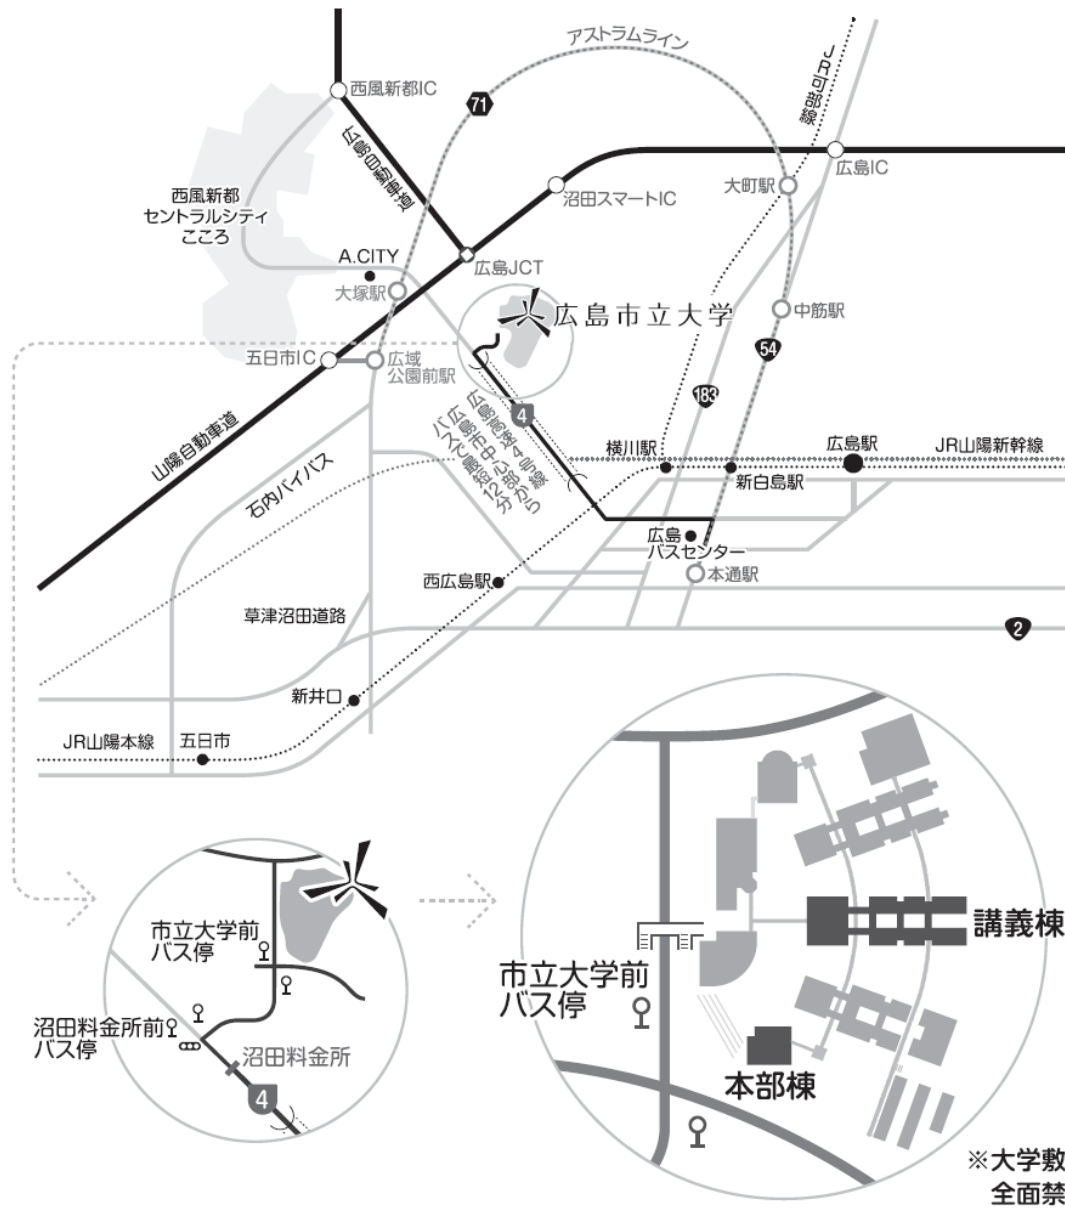 アストラムライン
JR可部線
西風新都IC
71
広島自動車道
広島IC
大町駅
沼田スマートIC
西風新都
セントラルシティ
こころ
A.CITY
広島JCT
大塚駅
広島市立大学
中筋駅
五日市IC
広域
公園前駅
54
183
4
広島高速4号線から
広島市中心部へ
バスで最短12分
山陽自動車道
石内バイパス
横川駅
広島駅
JR山陽新幹線
新白島駅
広島
バスセンター
本通駅
西広島駅
草津沼田道路
2
新井口
JR山陽本線
五日市
市立大学前
バス停
沼田料金所前
バス停
沼田料金所
4
講義棟
市立大学前
バス停
本部棟
※大学敷
全面禁